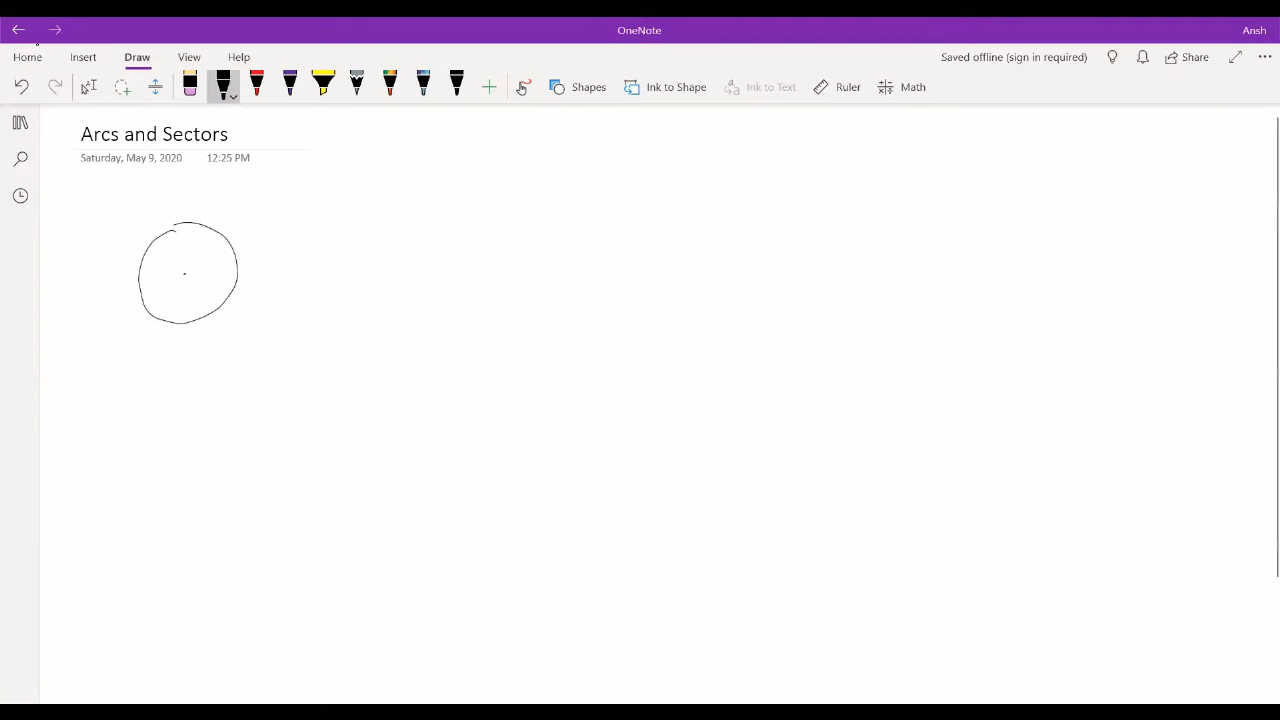 OneNote
Ansh
Home Insert Draw View Help
Saved offline (sign in required)
Share
Shapes Ink to Shape Ink to Text Ruler Math
Arcs and Sectors
Saturday, May 9, 2020 12:25 PM